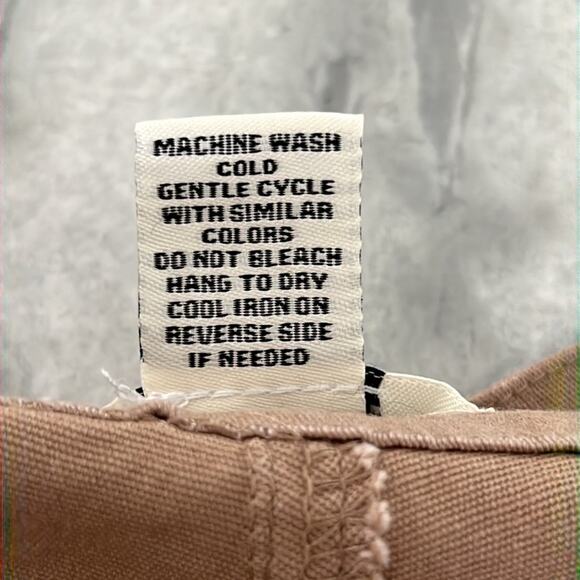 MACHINE WASH
COLD
GENTLE CYCLE
WITH SIMILAR
COLORS
DO NOT BLEACH
HANG TO DRY
COOL IRON ON
REVERSE SIDE
IF NEEDED